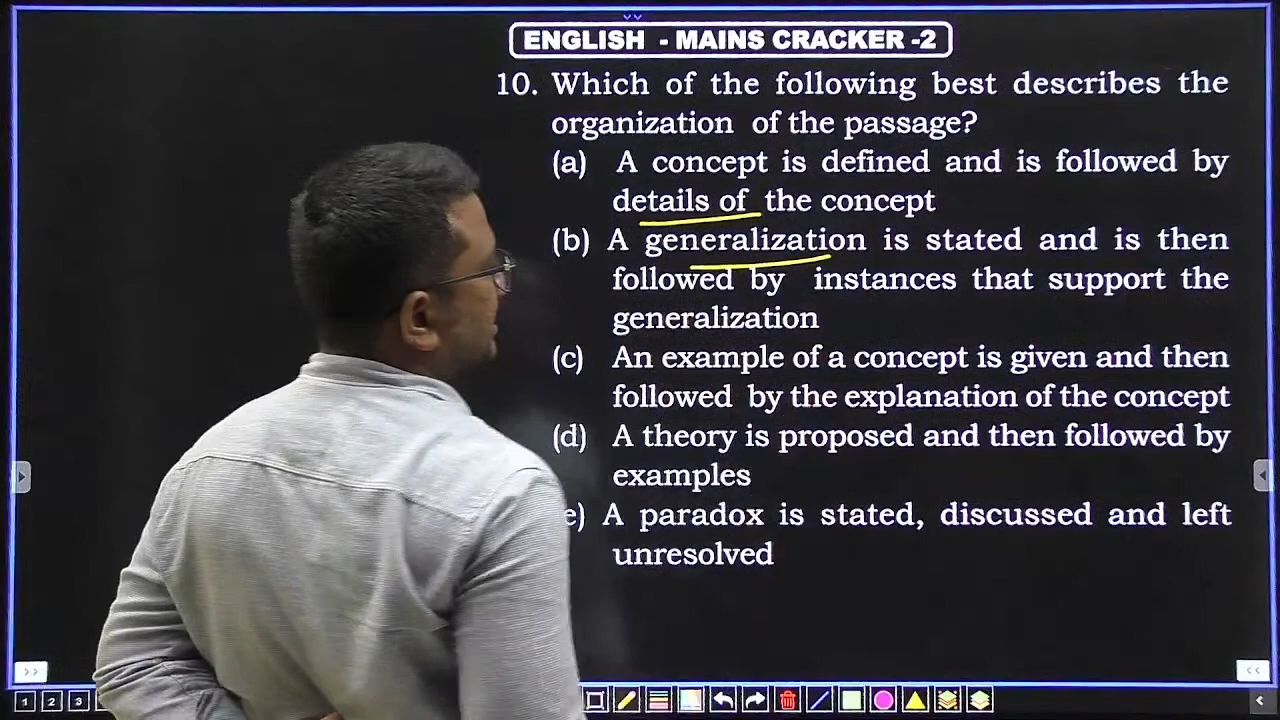 ENGLISH - MAINS CRACKER -2
10. Which of the following best describes the
organization of the passage?
(a) A concept is defined and is followed by
details of the concept
(b) A generalization is stated and is then
followed by instances that support the
generalization
(c) An example of a concept is given and then
followed by the explanation of the concept
(d) A theory is proposed and then followed by
examples
e) A paradox is stated, discussed and left
unresolved
1 2 3